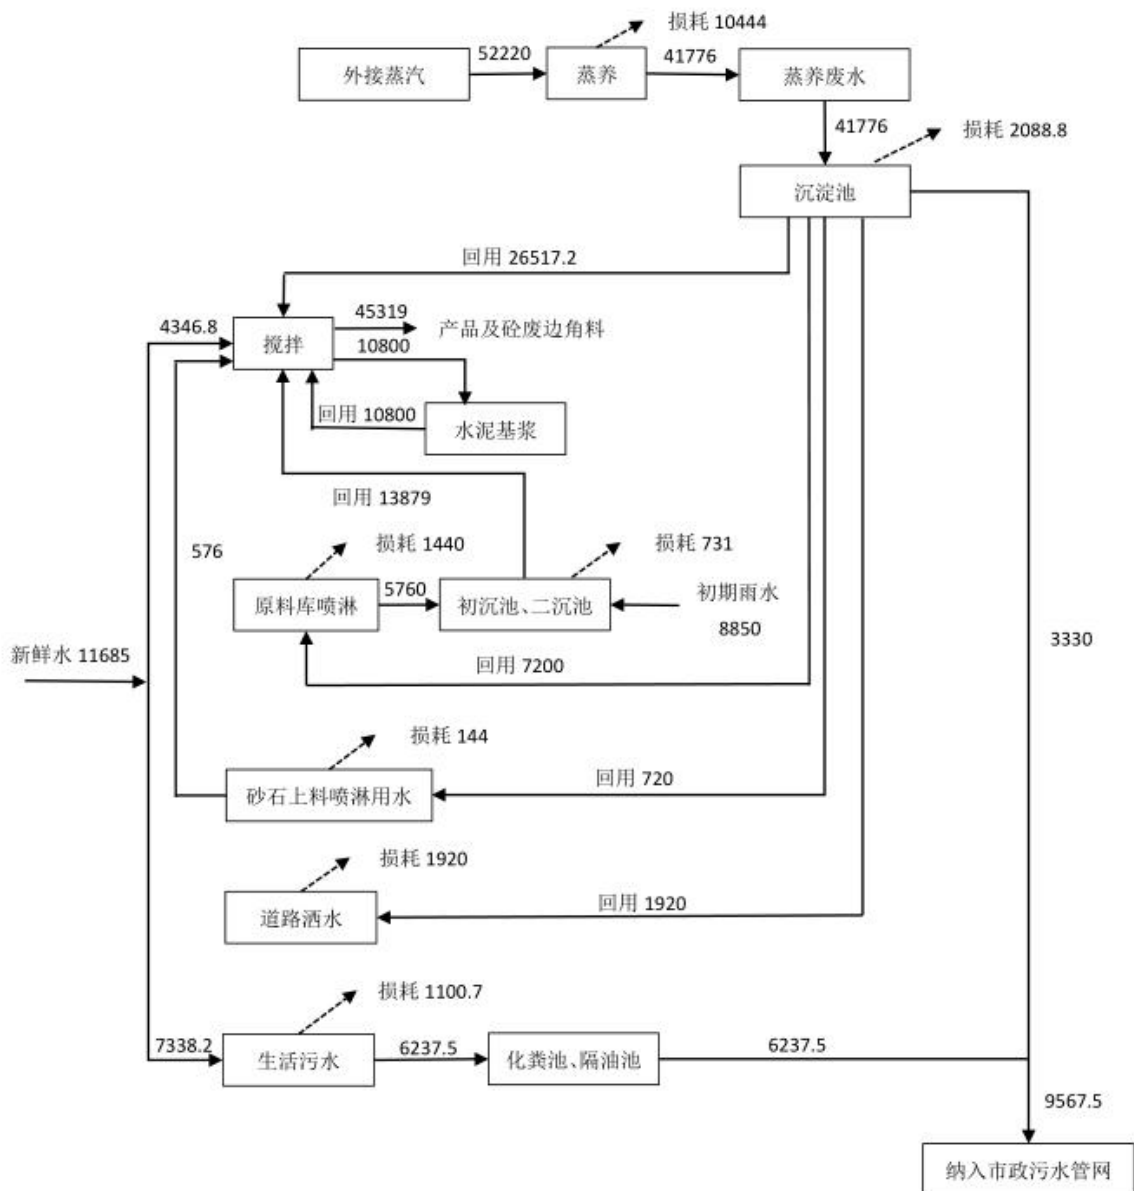 损耗 10444
52220
41776
外接蒸汽
蒸养
蒸养废水
41776
损耗 2088.8
沉淀池
回用 26517.2
4346.8
45319
搅拌
产品及砼废边角料
10800
回用 10800
水泥基浆
回用 13879
576
损耗 1440
损耗 731
5760
原料库喷淋
初沉池、二沉池
初期雨水
8850
3330
新鲜水 11685
回用 7200
损耗 144
砂石上料喷淋用水
回用 720
损耗 1920
道路洒水
回用 1920
损耗 1100.7
7338.2
生活污水
6237.5
化粪池、隔油池
6237.5
9567.5
纳入市政污水管网